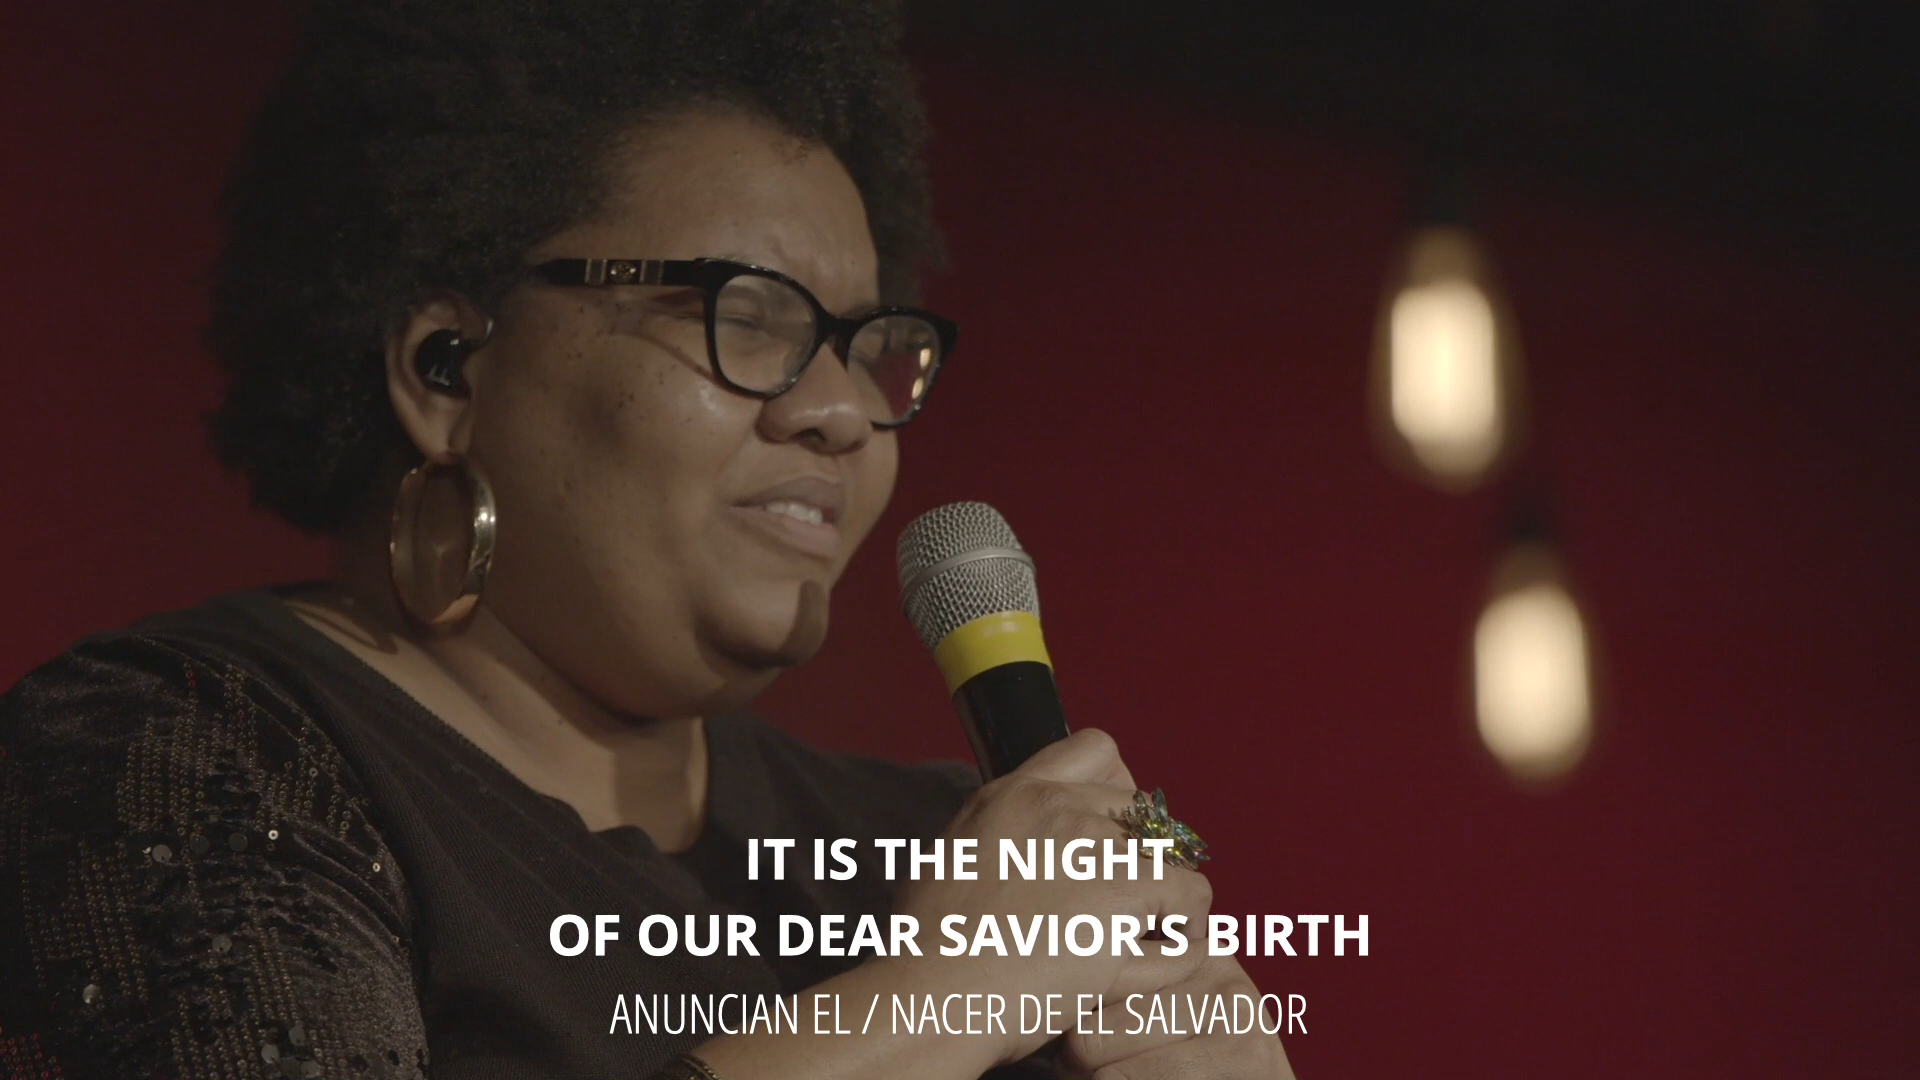 IT IS THE NIGHT
OF OUR DEAR SAVIOR'S BIRTH
ANUNCIAN EL / NACER DE EL SALVADOR